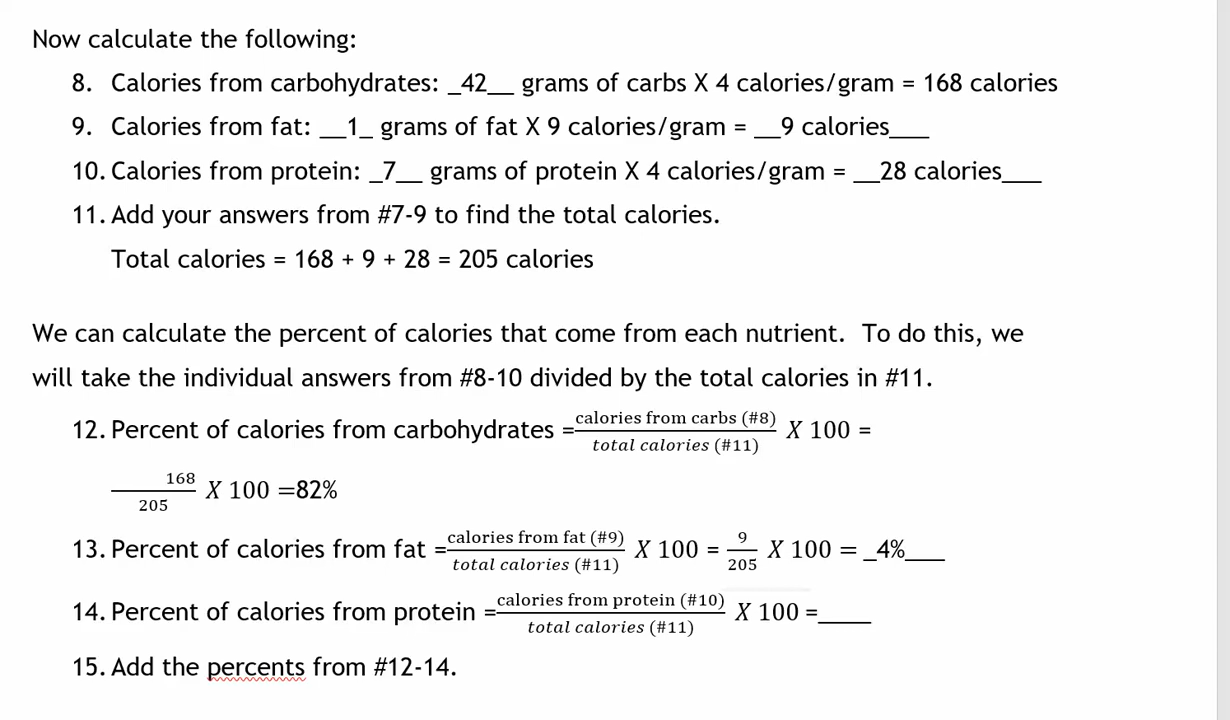 Now calculate the following:
8. Calories from carbohydrates: _42__ grams of carbs X 4 calories/gram = 168 calories
9. Calories from fat: __1_ grams of fat X 9 calories/gram = __9 calories___
10. Calories from protein: _7__ grams of protein X 4 calories/gram = __28 calories___
11. Add your answers from #7-9 to find the total calories.
Total calories = 168 + 9 + 28 = 205 calories
We can calculate the percent of calories that come from each nutrient. To do this, we
will take the individual answers from #8-10 divided by the total calories in #11.
12. Percent of calories from carbohydrates = calories from carbs (#8) / total calories (#11) X 100 =
168 / 205 X 100 =82%
13. Percent of calories from fat = calories from fat (#9) / total calories (#11) X 100 = 9 / 205 X 100 = _4%___
14. Percent of calories from protein = calories from protein (#10) / total calories (#11) X 100 =____
15. Add the percents from #12-14.